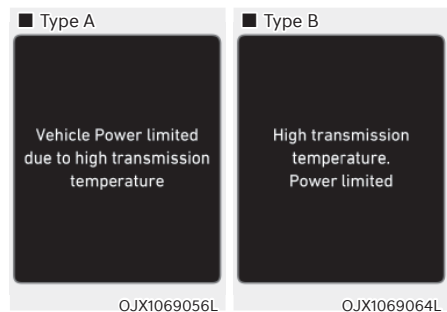 ■ Type A
Vehicle Power limited
due to high transmission
temperature
OJX1069056L
■ Type B
High transmission
temperature.
Power limited
OJX1069064L